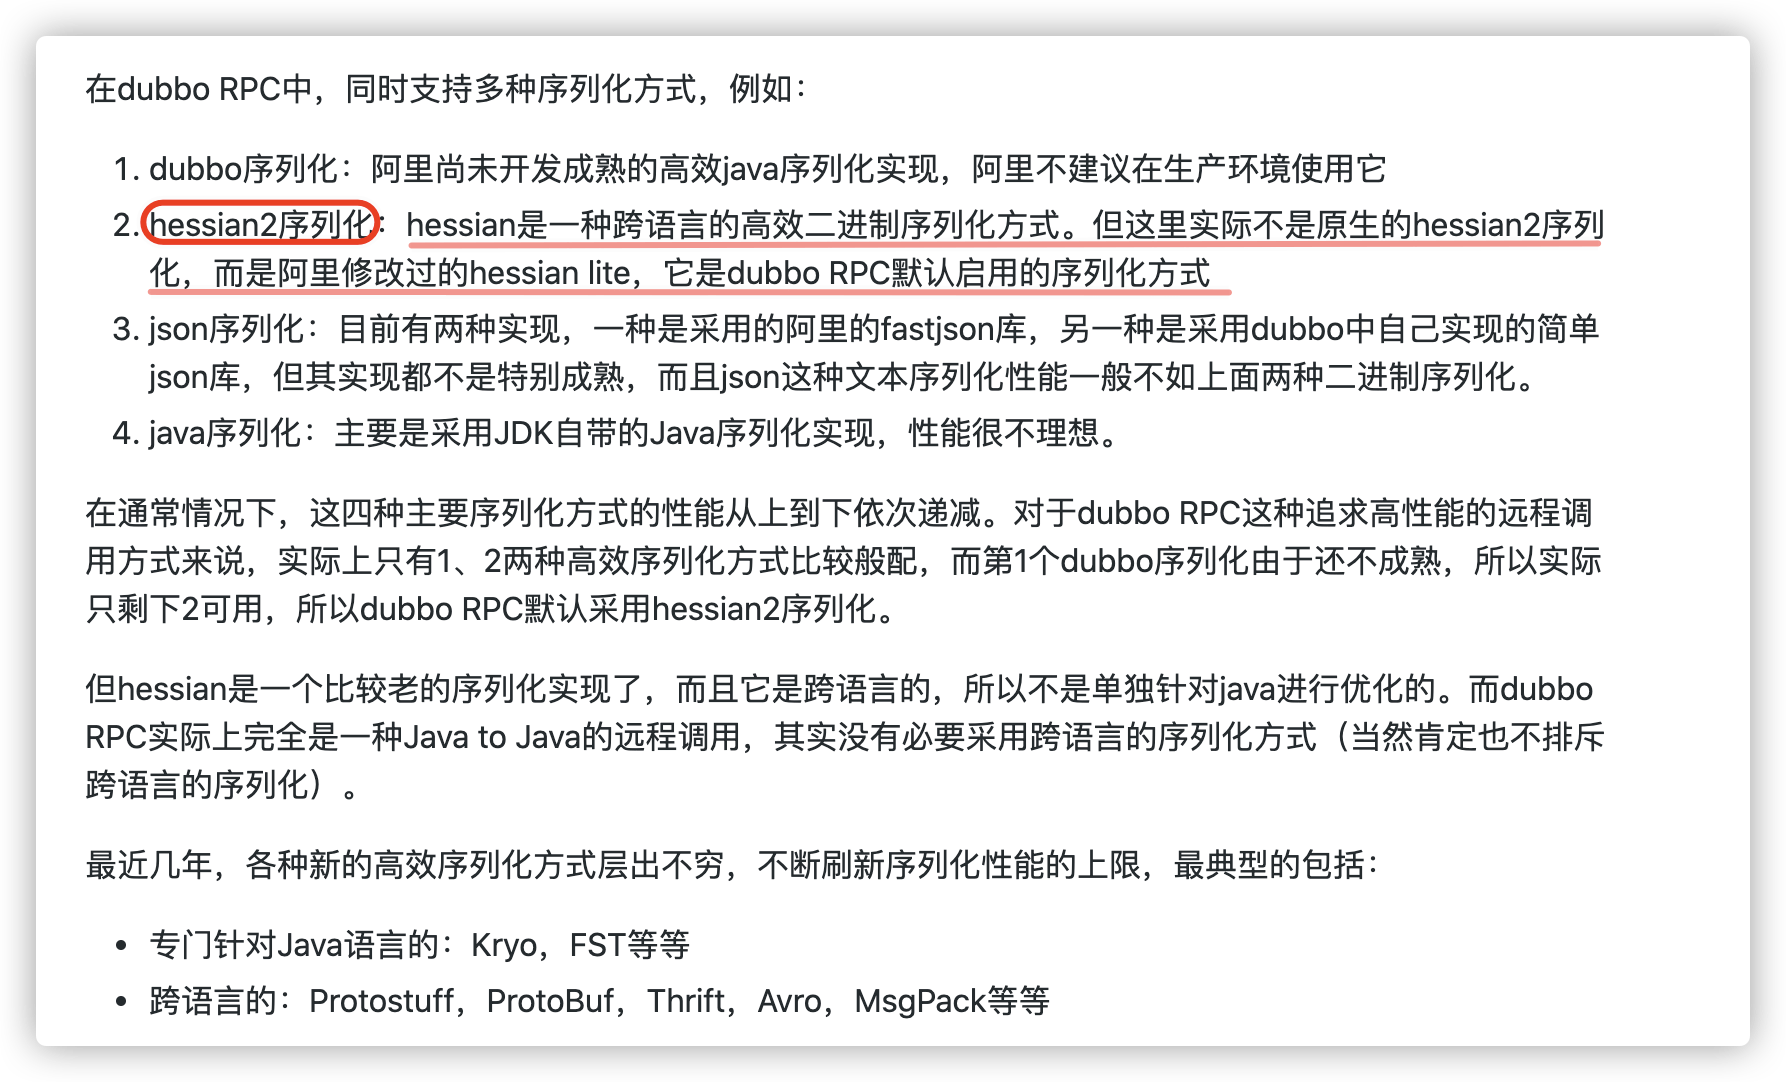 在dubbo RPC中，同时支持多种序列化方式，例如：
1. dubbo序列化：阿里尚未开发成熟的高效java序列化实现，阿里不建议在生产环境使用它
2. hessian2序列化：hessian是一种跨语言的高效二进制序列化方式。但这里实际不是原生的hessian2序列
化，而是阿里修改过的hessian lite，它是dubbo RPC默认启用的序列化方式
3. json序列化：目前有两种实现，一种是采用的阿里的fastjson库，另一种是采用dubbo中自己实现的简单
json库，但其实现都不是特别成熟，而且json这种文本序列化性能一般不如上面两种二进制序列化。
4. java序列化：主要是采用JDK自带的Java序列化实现，性能很不理想。
在通常情况下，这四种主要序列化方式的性能从上到下依次递减。对于dubbo RPC这种追求高性能的远程调
用方式来说，实际上只有1、2两种高效序列化方式比较般配，而第1个dubbo序列化由于还不成熟，所以实际
只剩下2可用，所以dubbo RPC默认采用hessian2序列化。
但hessian是一个比较老的序列化实现了，而且它是跨语言的，所以不是单独针对java进行优化的。而dubbo
RPC实际上完全是一种Java to Java的远程调用，其实没有必要采用跨语言的序列化方式（当然肯定也不排斥
跨语言的序列化）。
最近几年，各种新的高效序列化方式层出不穷，不断刷新序列化性能的上限，最典型的包括：
• 专门针对Java语言的：Kryo，FST等等
• 跨语言的：Protostuff，ProtoBuf，Thrift，Avro，MsgPack等等